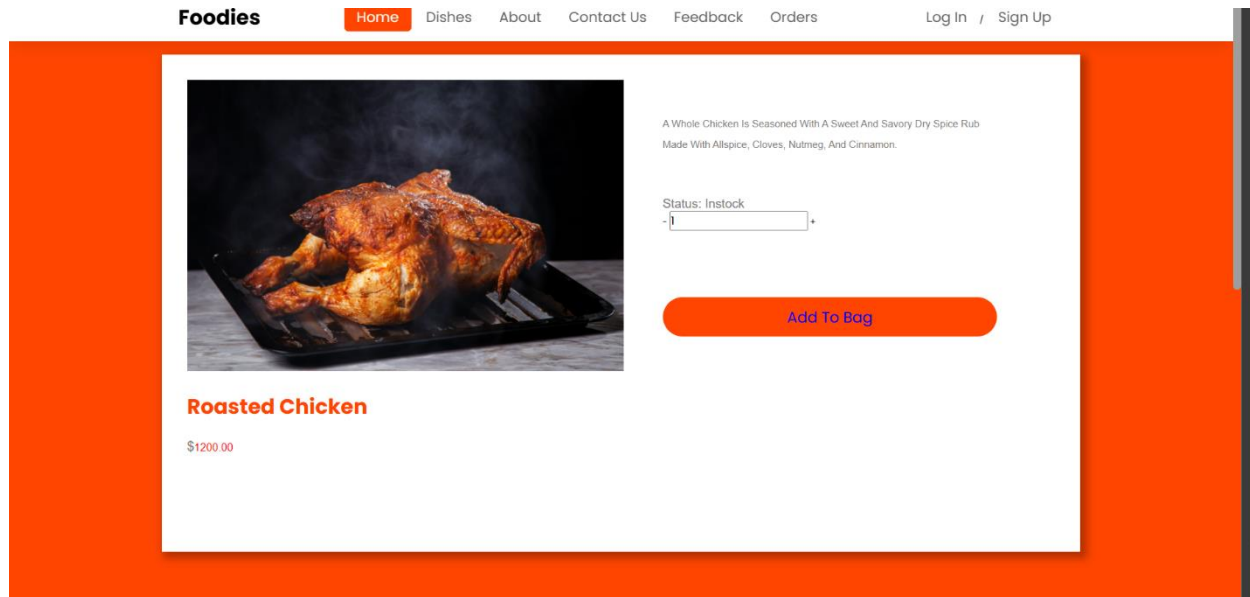 Foodies Home Dishes About Contact Us Feedback Orders Log In / Sign Up
A Whole Chicken Is Seasoned With A Sweet And Savory Dry Spice Rub
Made With Allspice, Cloves, Nutmeg, And Cinnamon.
Status: Instock
- 1 +
Add To Bag
Roasted Chicken
$1200.00